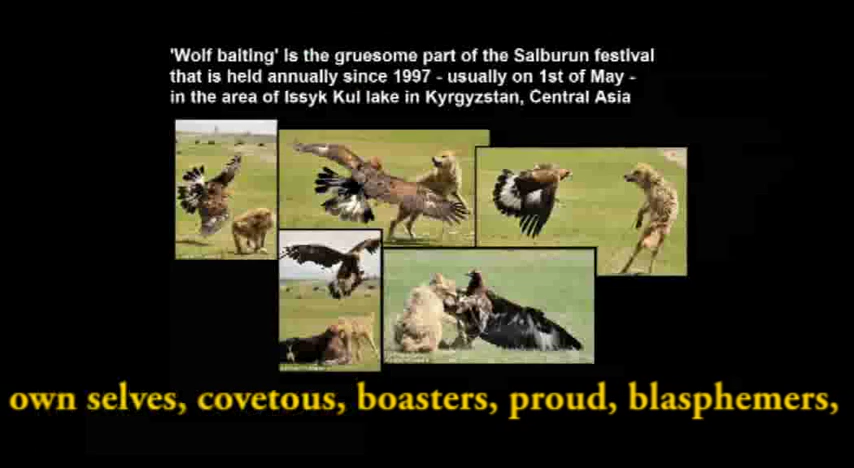 'Wolf baiting' is the gruesome part of the Salburun festival
that is held annually since 1997 - usually on 1st of May -
in the area of Issyk Kul lake in Kyrgyzstan, Central Asia
own selves, covetous, boasters, proud, blasphemers,